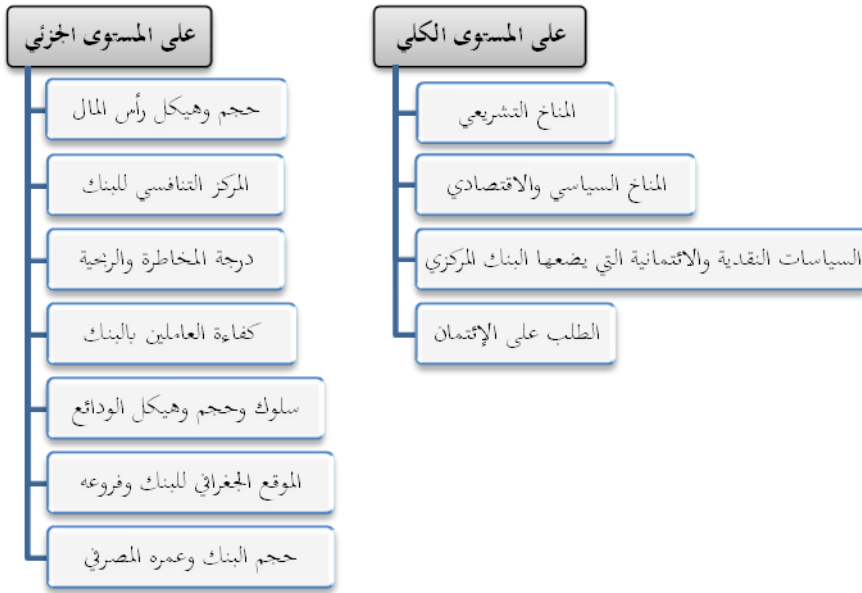 على المستوى الكلي
المناخ التشريعي
المناخ السياسي والاقتصادي
السياسات النقدية والائتمانية التي يضعها البنك المركزي
الطلب على الإئتمان
على المستوى الجزئي
حجم وهيكل رأس المال
المركز التنافسي للبنك
درجة المخاطرة والربحية
كفاءة العاملين بالبنك
سلوك وحجم وهيكل الودائع
الموقع الجغرافي للبنك وفروعه
حجم البنك وعمره المصرفي